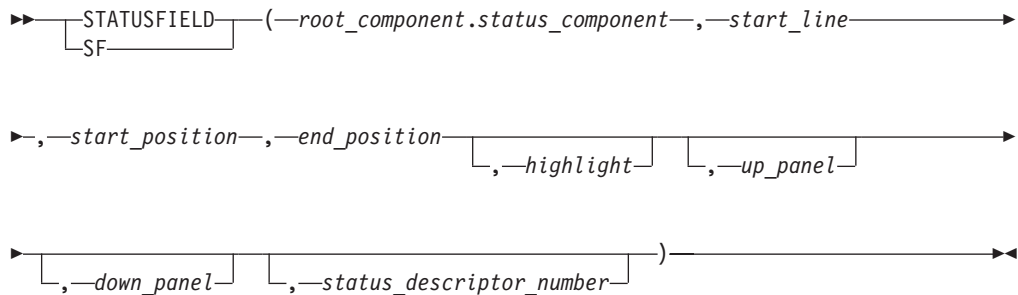 STATUSFIELD ( root_component.status_component , start_line
SF
, start_position , end_position
, highlight , up_panel
)
, down_panel , status_descriptor_number